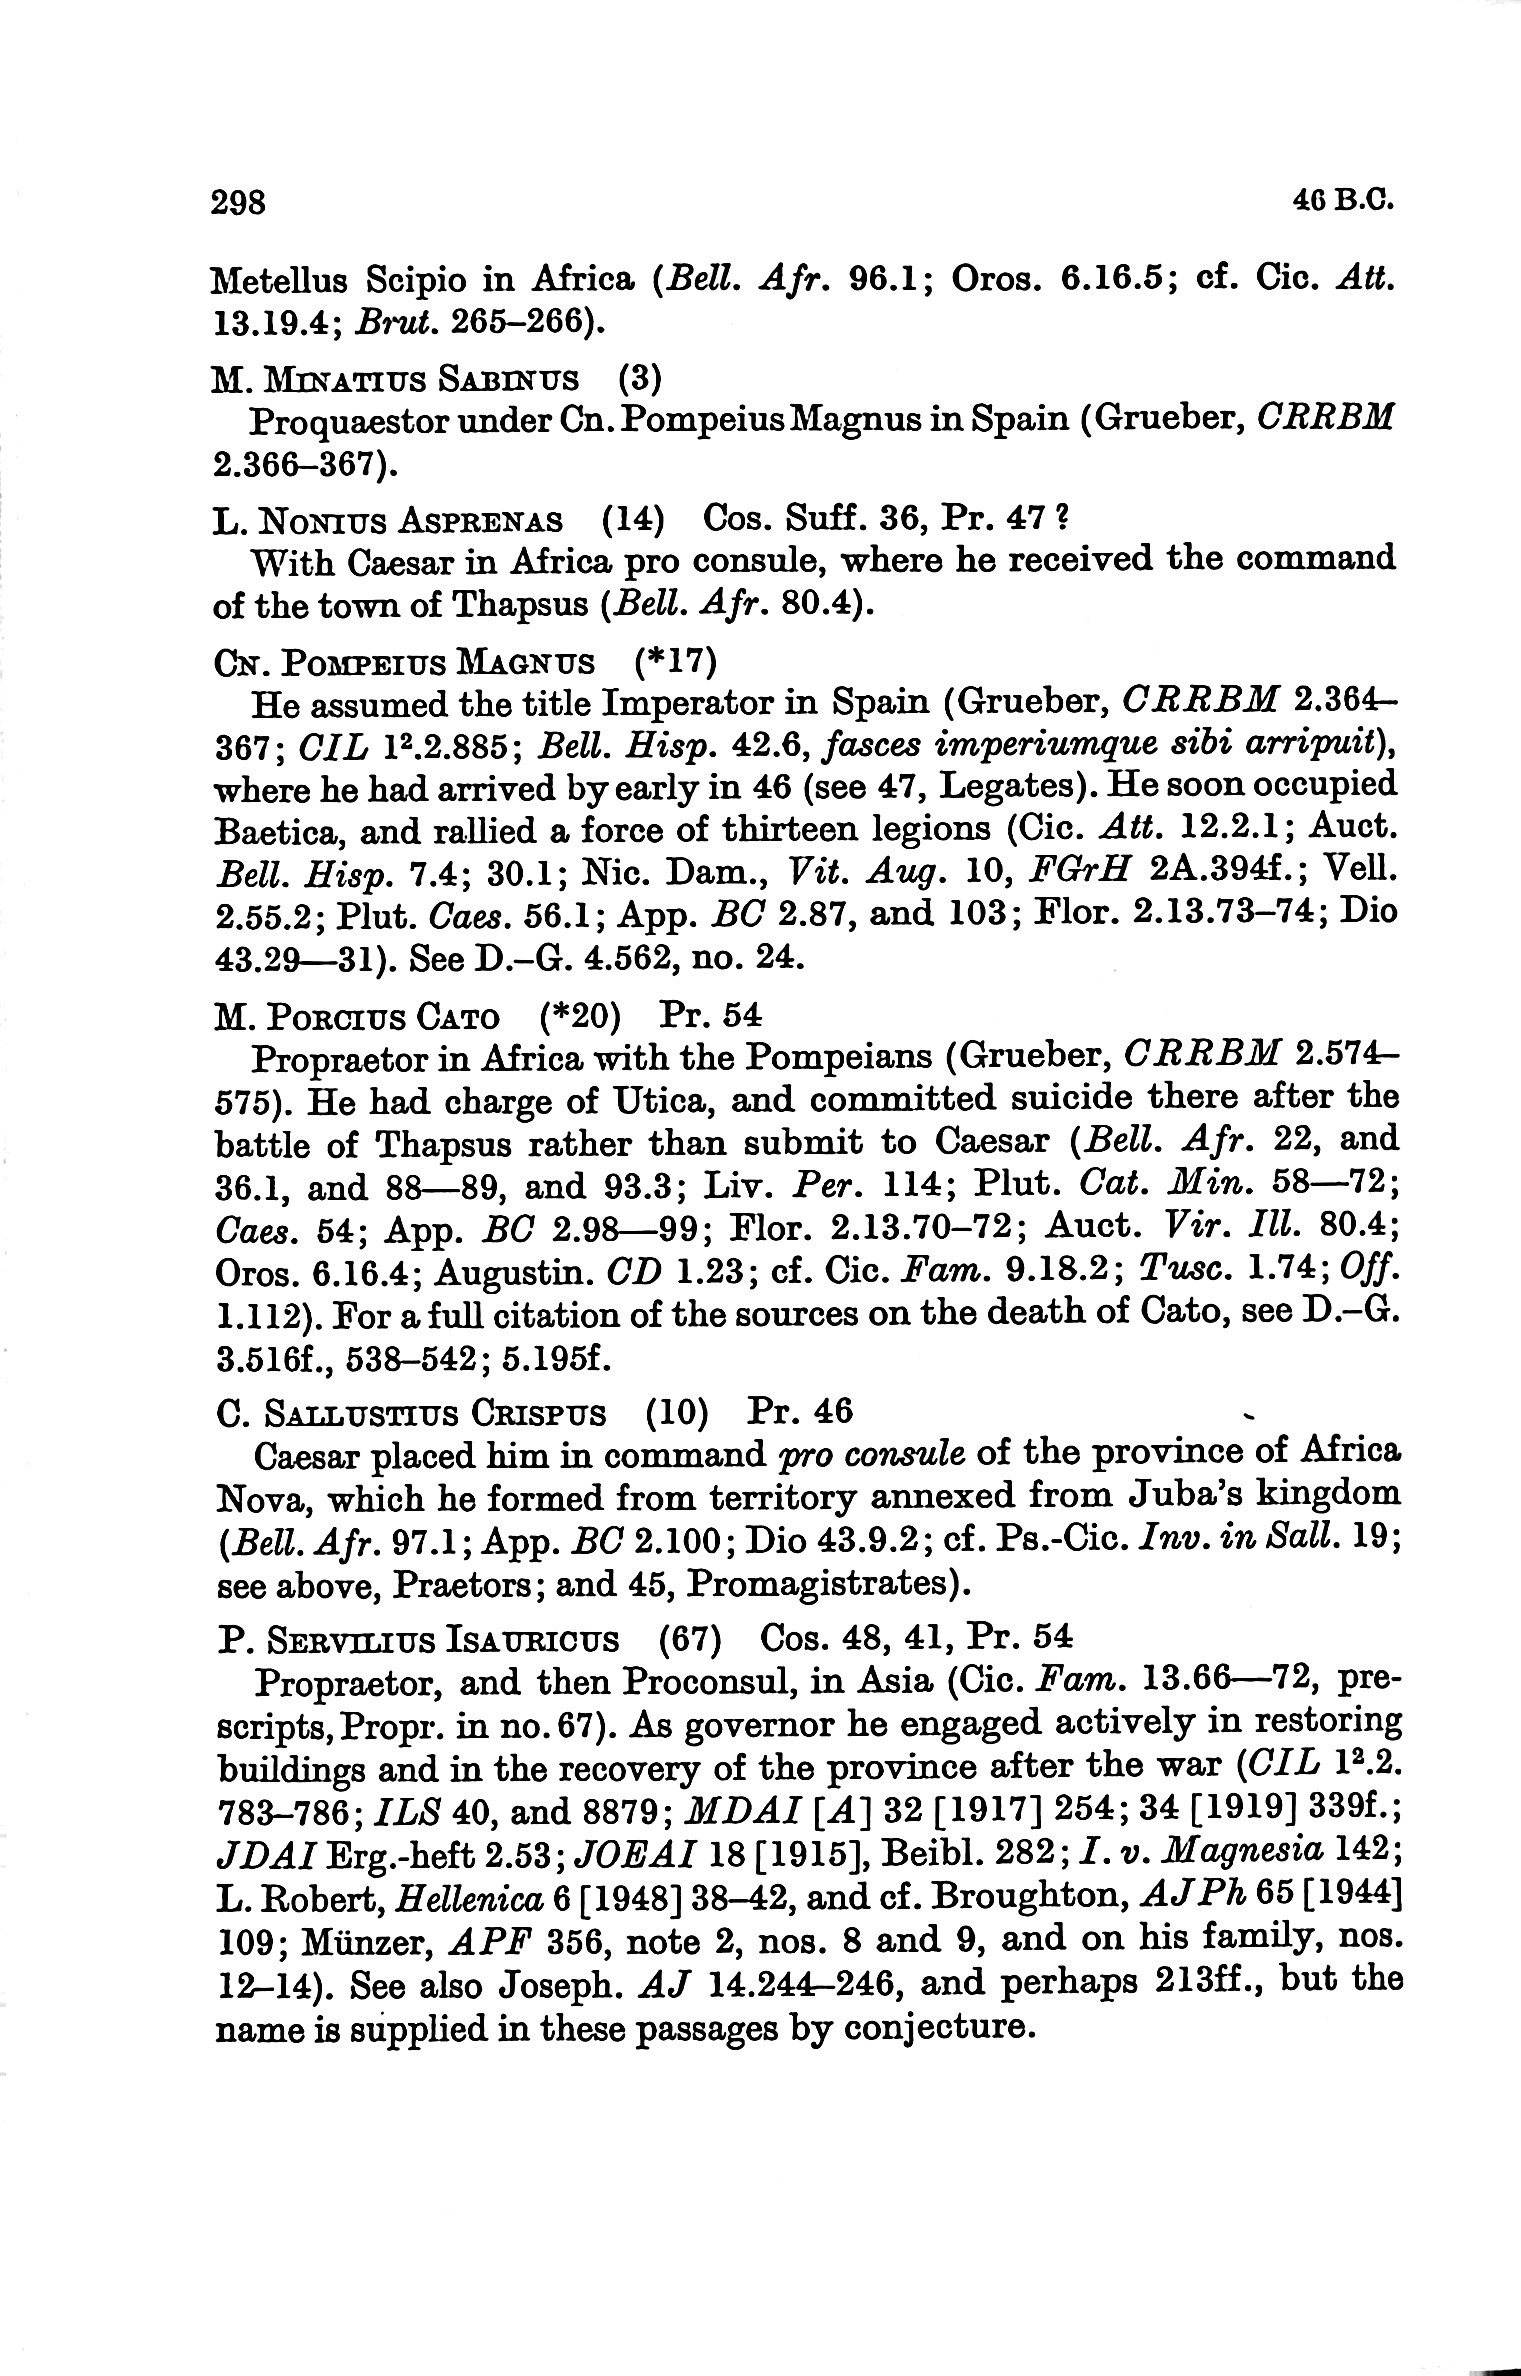 298 46 B.C.
Metellus Scipio in Africa (Bell. Afr. 96.1; Oros. 6.16.5; cf. Cic. Att.
13.19.4; Brut. 265–266).
M. MINATIUS SABINUS (3)
Proquaestor under Cn. Pompeius Magnus in Spain (Grueber, CRRBM
2.366–367).
L. NONIUS ASPRENAS (14) Cos. Suff. 36, Pr. 47 ?
With Caesar in Africa pro consule, where he received the command
of the town of Thapsus (Bell. Afr. 80.4).
CN. POMPEIUS MAGNUS (*17)
He assumed the title Imperator in Spain (Grueber, CRRBM 2.364–
367; CIL 1².2.885; Bell. Hisp. 42.6, fasces imperiumque sibi arripuit),
where he had arrived by early in 46 (see 47, Legates). He soon occupied
Baetica, and rallied a force of thirteen legions (Cic. Att. 12.2.1; Auct.
Bell. Hisp. 7.4; 30.1; Nic. Dam., Vit. Aug. 10, FGrH 2A.394f.; Vell.
2.55.2; Plut. Caes. 56.1; App. BC 2.87, and 103; Flor. 2.13.73–74; Dio
43.29—31). See D.–G. 4.562, no. 24.
M. PORCIUS CATO (*20) Pr. 54
Propraetor in Africa with the Pompeians (Grueber, CRRBM 2.574–
575). He had charge of Utica, and committed suicide there after the
battle of Thapsus rather than submit to Caesar (Bell. Afr. 22, and
36.1, and 88—89, and 93.3; Liv. Per. 114; Plut. Cat. Min. 58—72;
Caes. 54; App. BC 2.98—99; Flor. 2.13.70–72; Auct. Vir. Ill. 80.4;
Oros. 6.16.4; Augustin. CD 1.23; cf. Cic. Fam. 9.18.2; Tusc. 1.74; Off.
1.112). For a full citation of the sources on the death of Cato, see D.–G.
3.516f., 538–542; 5.195f.
C. SALLUSTIUS CRISPUS (10) Pr. 46
Caesar placed him in command pro consule of the province of Africa
Nova, which he formed from territory annexed from Juba's kingdom
(Bell. Afr. 97.1; App. BC 2.100; Dio 43.9.2; cf. Ps.-Cic. Inv. in Sall. 19;
see above, Praetors; and 45, Promagistrates).
P. SERVILIUS ISAURICUS (67) Cos. 48, 41, Pr. 54
Propraetor, and then Proconsul, in Asia (Cic. Fam. 13.66—72, pre-
scripts, Propr. in no. 67). As governor he engaged actively in restoring
buildings and in the recovery of the province after the war (CIL 1².2.
783–786; ILS 40, and 8879; MDAI [A] 32 [1917] 254; 34 [1919] 339f.;
JDAI Erg.-heft 2.53; JOEAI 18 [1915], Beibl. 282; I. v. Magnesia 142;
L. Robert, Hellenica 6 [1948] 38–42, and cf. Broughton, AJPh 65 [1944]
109; Münzer, APF 356, note 2, nos. 8 and 9, and on his family, nos.
12–14). See also Joseph. AJ 14.244–246, and perhaps 213ff., but the
name is supplied in these passages by conjecture.